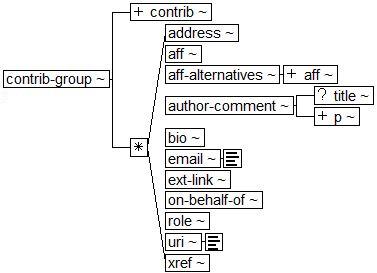 + contrib ~
address ~
aff ~
contrib-group ~
aff-alternatives ~
+ aff ~
author-comment ~
? title ~
+ p ~
*
bio ~
email ~
ext-link ~
on-behalf-of ~
role ~
uri ~
xref ~